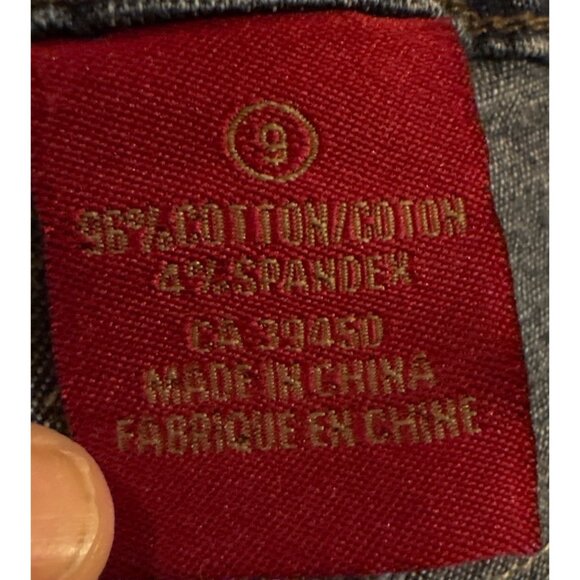 9
96% COTTON/COTON
4% SPANDEX
CA 39450
MADE IN CHINA
FABRIQUE EN CHINE